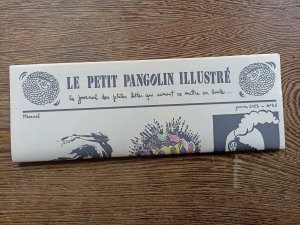 LE PETIT PANGOLIN ILLUSTRÉ
le journal des petites bêtes qui aiment se mettre en boule...
Mensuel